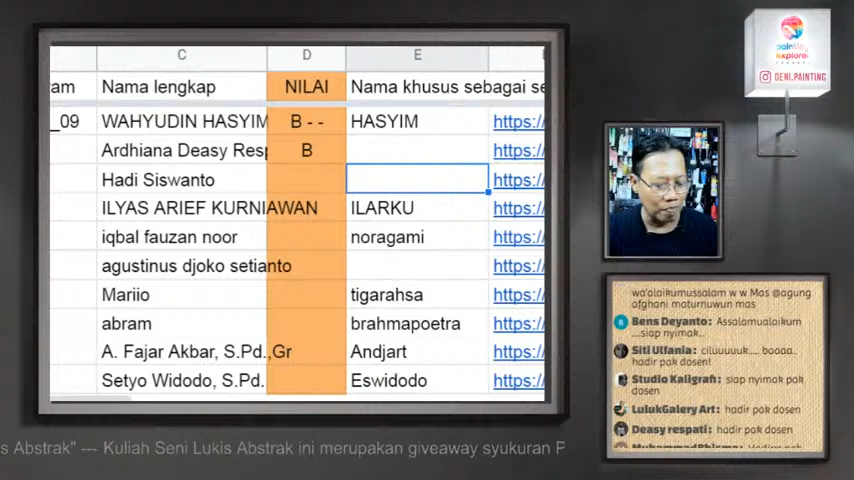 C D E
am Nama lengkap NILAI Nama khusus sebagai se
_09 WAHYUDIN HASYIM B - - HASYIM https:/
Ardhiana Deasy Resp B https:/
Hadi Siswanto https:/
ILYAS ARIEF KURNIAWAN ILARKU https:/
iqbal fauzan noor noragami https:/
agustinus djoko setianto https:/
Mariio tigarahsa https:/
abram brahmapoetra https:/
A. Fajar Akbar, S.Pd.,Gr Andjart https:/
Setyo Widodo, S.Pd. Eswidodo https:/
s Abstrak" --- Kuliah Seni Lukis Abstrak ini merupakan giveaway syukuran P
painting
explorer
CHANNEL
DENI.PAINTING
wa'alaikumussalam w w Mas @agung
afghani maturnuwun mas
B Bens Deyanto: Assalamualaikum
....siap nyimak..
Siti Ulfania: ciluuuuuk..... baaaa..
hadir pak dosen!
Studio Kaligrafi: siap nyimak pak
dosen
LulukGalery Art: hadir pak dosen
Deasy respati: hadir pak dosen